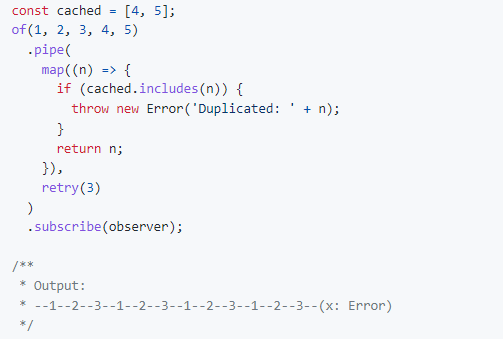 const cached = [4, 5];
of(1, 2, 3, 4, 5)
  .pipe(
    map((n) => {
      if (cached.includes(n)) {
        throw new Error('Duplicated: ' + n);
      }
      return n;
    }),
    retry(3)
  )
  .subscribe(observer);

/**
 * Output:
 * --1--2--3--1--2--3--1--2--3--1--2--3--(x: Error)
 */